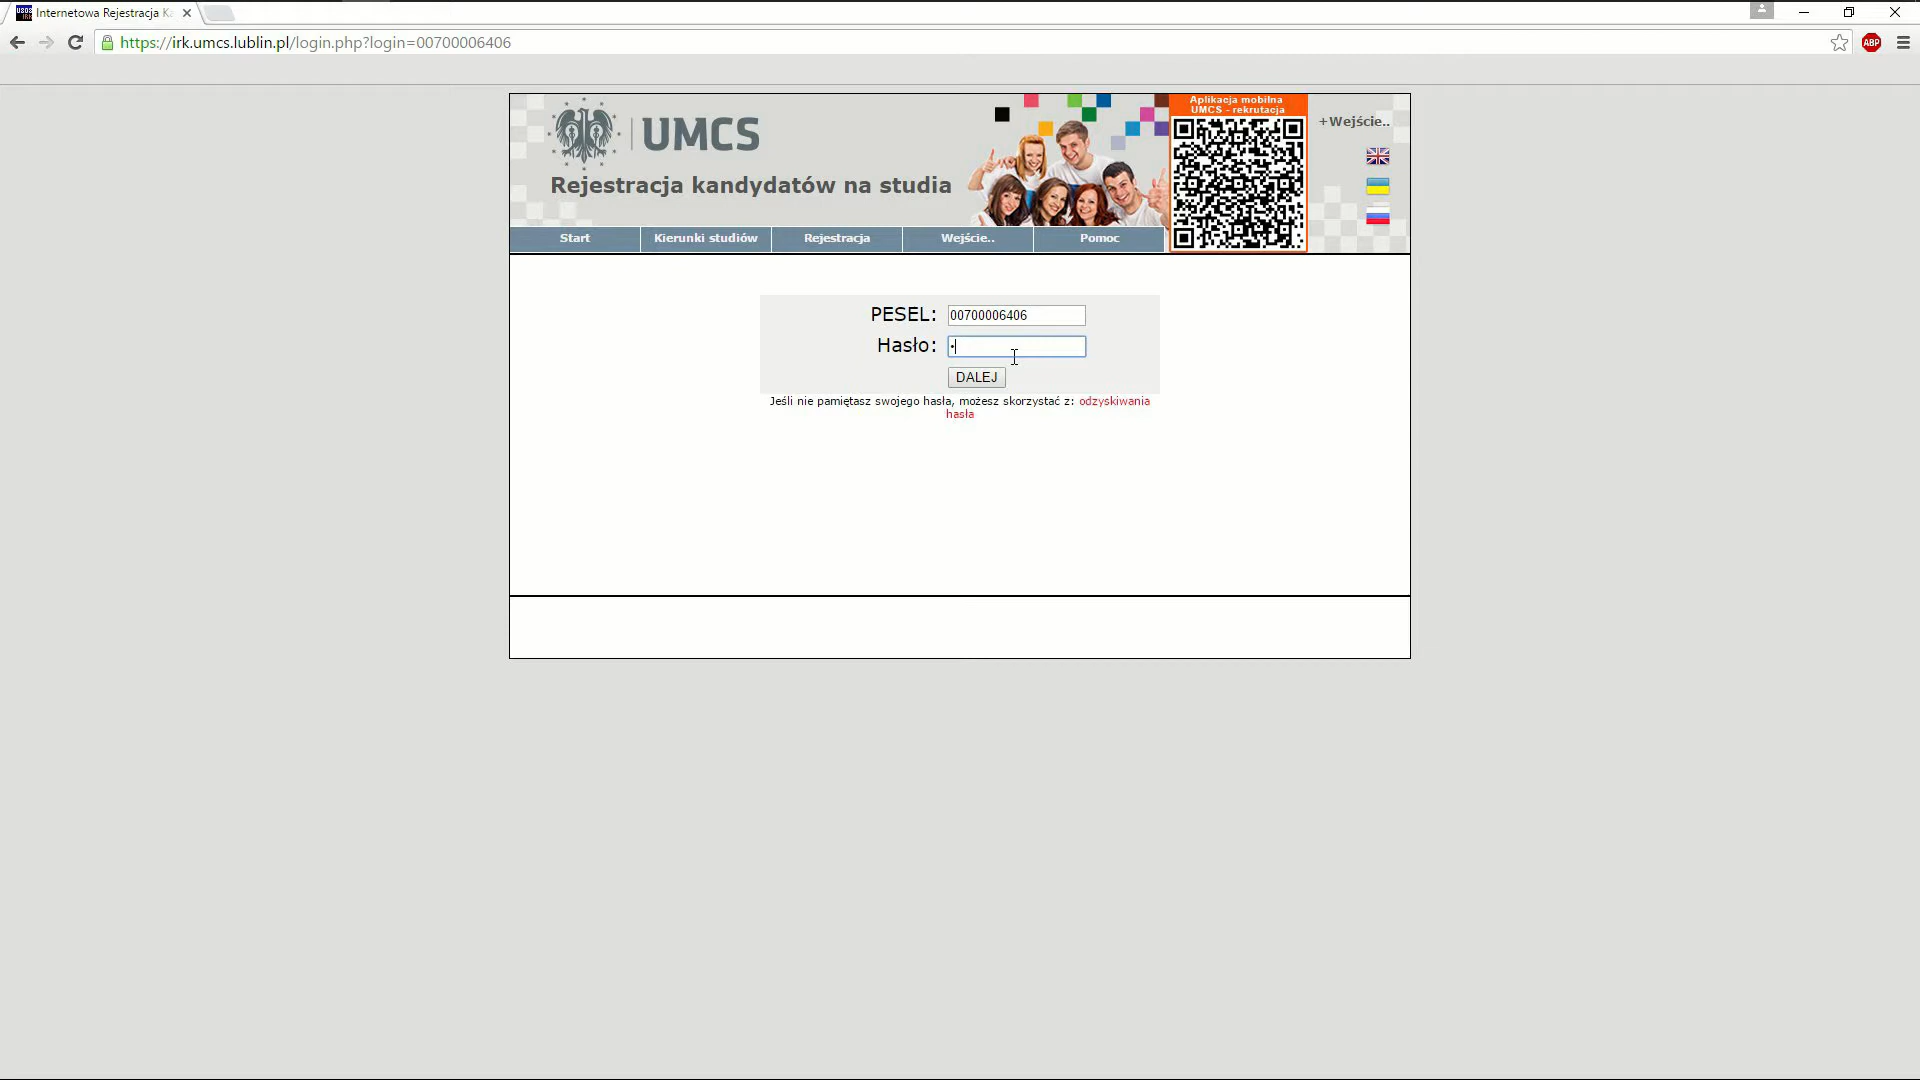 Internetowa Rejestracja K
https://irk.umcs.lublin.pl/login.php?login=00700006406
ABP
UMCS
Rejestracja kandydatów na studia
Aplikacja mobilna
UMCS - rekrutacja
+Wejście..
Start
Kierunki studiów
Rejestracja
Wejście..
Pomoc
PESEL: 00700006406
Hasło: •
DALEJ
Jeśli nie pamiętasz swojego hasła, możesz skorzystać z: odzyskiwania
hasła